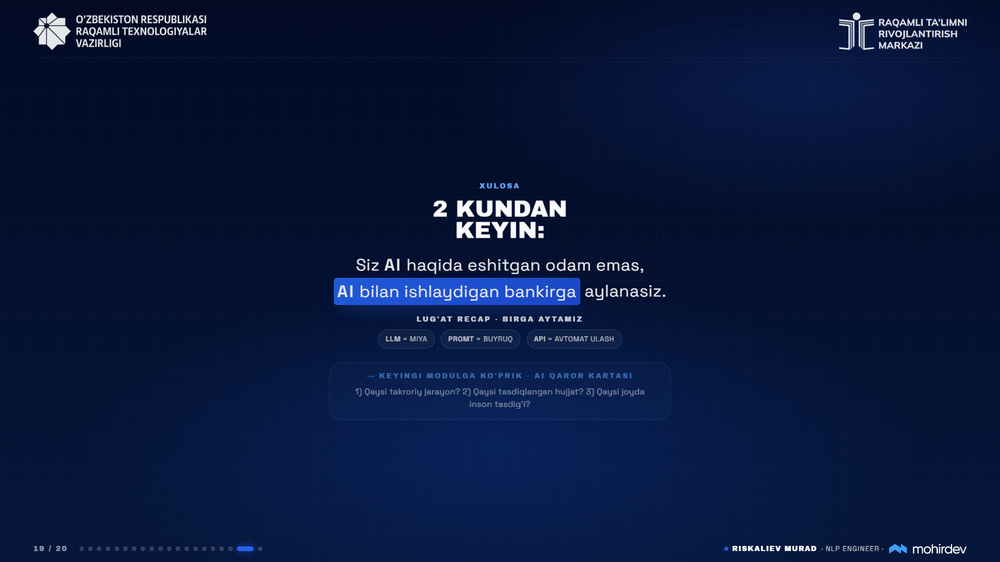 O'ZBEKISTON RESPUBLIKASI
RAQAMLI TEXNOLOGIYALAR
VAZIRLIGI
RAQAMLI TA'LIMNI
RIVOJLANTIRISH
MARKAZI
XULOSA
2 KUNDAN
KEYIN:
Siz AI haqida eshitgan odam emas,
AI bilan ishlaydigan bankirga aylanasiz.
LUG'AT RECAP · BIRGA AYTAMIZ
LLM = MIYA
PROMT = BUYRUQ
API = AVTOMAT ULASH
→ KEYINGI MODULGA KO'PRIK · AI QAROR KARTASI
1) Qaysi takroriy jarayon? 2) Qaysi tasdiqlangan hujjat? 3) Qaysi joyda
inson tasdig'i?
19 / 20
RISKALIEV MURAD · NLP ENGINEER · mohirdev